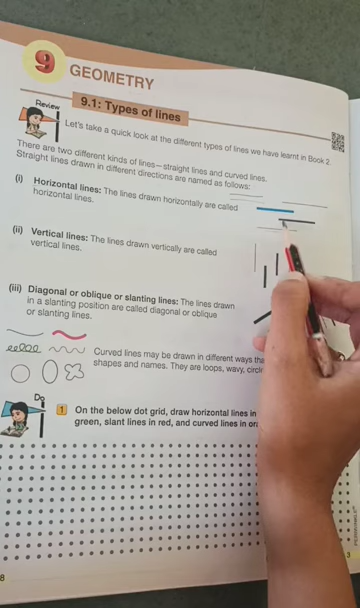 9 GEOMETRY
Review
9.1: Types of lines
Let's take a quick look at the different types of lines we have learnt in Book 2.
There are two different kinds of lines—straight lines and curved lines.
Straight lines drawn in different directions are named as follows:
(i) Horizontal lines: The lines drawn horizontally are called
horizontal lines.
(ii) Vertical lines: The lines drawn vertically are called
vertical lines.
(iii) Diagonal or oblique or slanting lines: The lines drawn
in a slanting position are called diagonal or oblique
or slanting lines.
Curved lines may be drawn in different ways
shapes and names. They are loops, wavy,
Do
1 On the below dot grid, draw horizontal lines in
green, slant lines in red, and curved lines in
8
3